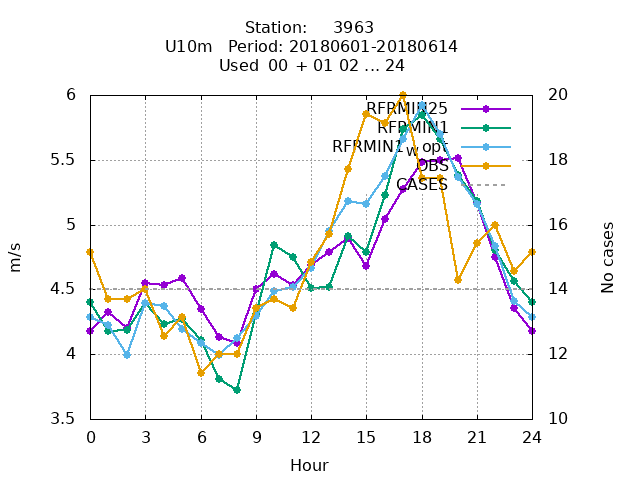 Station: 3963
U10m Period: 20180601-20180614
Used 00 + 01 02 ... 24
6
5.5
5
4.5
4
3.5
20
18
16
14
12
10
RFRMIN25
RFRMIN1
RFRMIN1_w opt
OBS
CASES
m/s
No cases
0 3 6 9 12 15 18 21 24
Hour